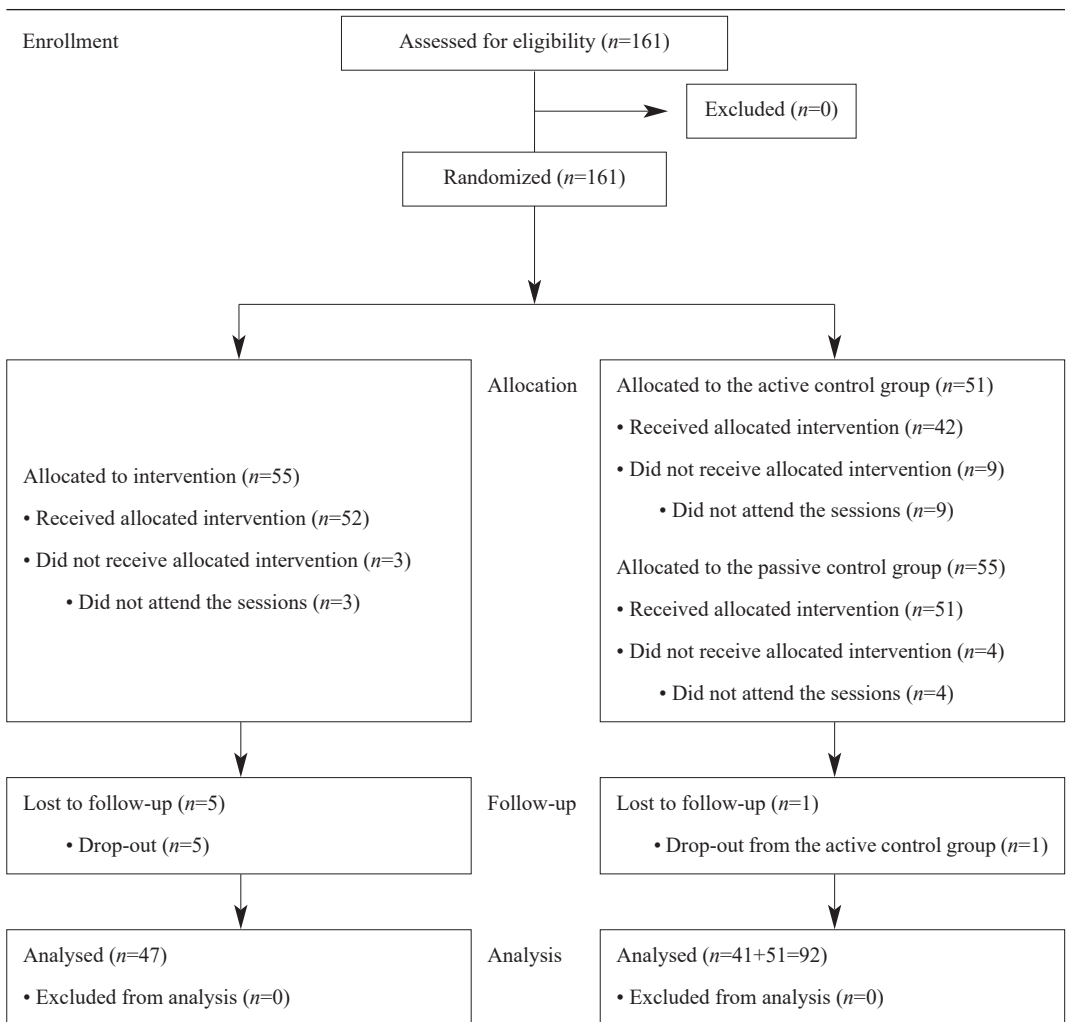 Enrollment
Assessed for eligibility (n=161)
Excluded (n=0)
Randomized (n=161)
Allocation
Allocated to intervention (n=55)
• Received allocated intervention (n=52)
• Did not receive allocated intervention (n=3)
• Did not attend the sessions (n=3)
Allocated to the active control group (n=51)
• Received allocated intervention (n=42)
• Did not receive allocated intervention (n=9)
• Did not attend the sessions (n=9)
Allocated to the passive control group (n=55)
• Received allocated intervention (n=51)
• Did not receive allocated intervention (n=4)
• Did not attend the sessions (n=4)
Follow-up
Lost to follow-up (n=5)
• Drop-out (n=5)
Lost to follow-up (n=1)
• Drop-out from the active control group (n=1)
Analysis
Analysed (n=47)
• Excluded from analysis (n=0)
Analysed (n=41+51=92)
• Excluded from analysis (n=0)